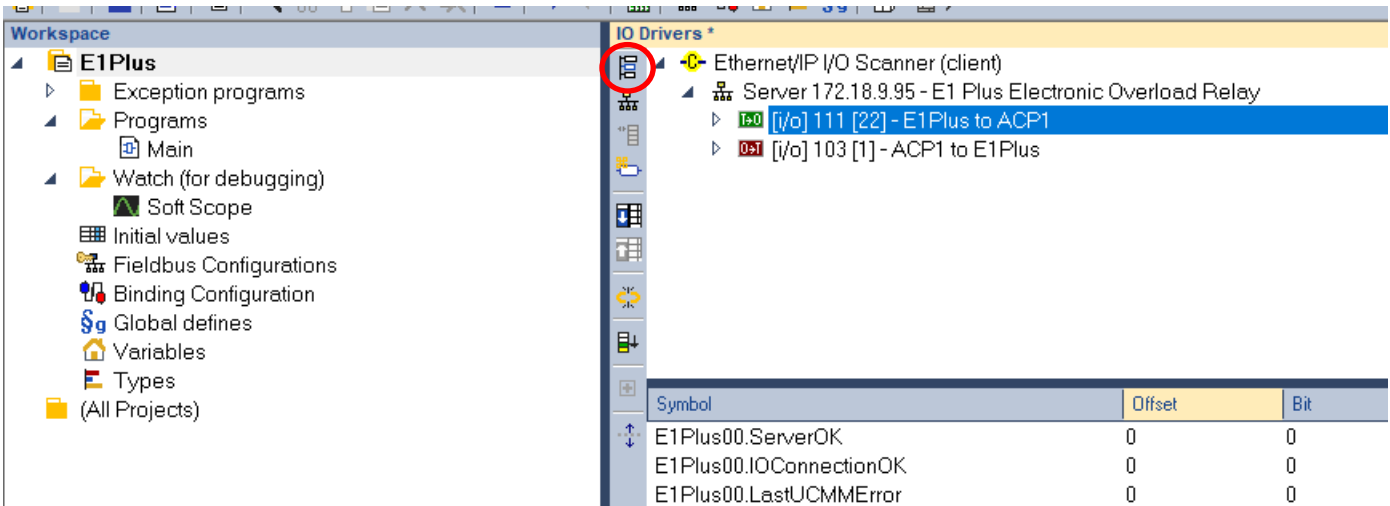 Workspace
E1Plus
Exception programs
Programs
Main
Watch (for debugging)
Soft Scope
Initial values
Fieldbus Configurations
Binding Configuration
§g Global defines
Variables
Types
(All Projects)
IO Drivers *
-C- Ethernet/IP I/O Scanner (client)
Server 172.18.9.95 - E1 Plus Electronic Overload Relay
T>O [i/o] 111 [22] - E1Plus to ACP1
O>T [i/o] 103 [1] - ACP1 to E1Plus
Symbol Offset Bit
E1Plus00.ServerOK 0 0
E1Plus00.IOConnectionOK 0 0
E1Plus00.LastUCMMError 0 0